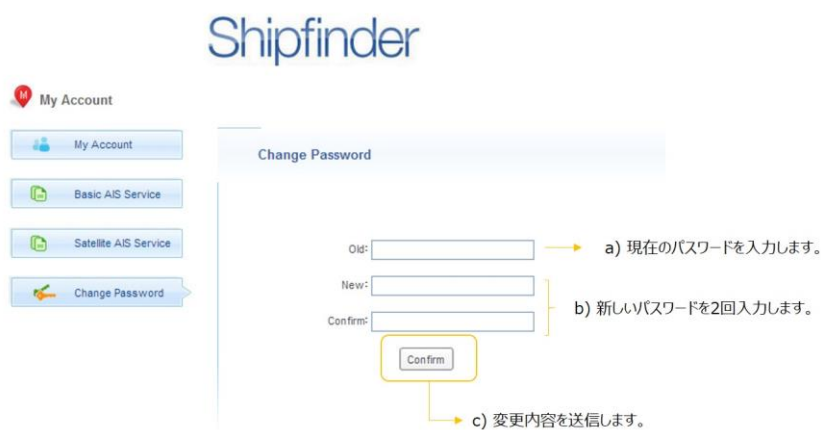 Shipfinder
M
My Account
My Account
Basic AIS Service
Satellite AIS Service
Change Password
Change Password
Old:
a) 現在のパスワードを入力します。
New:
Confirm:
b) 新しいパスワードを2回入力します。
Confirm
c) 変更内容を送信します。